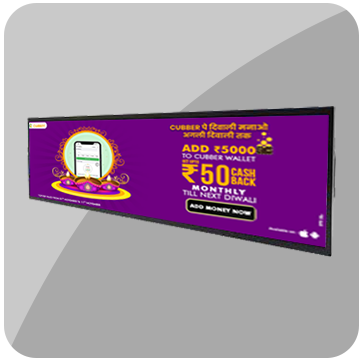 CUBBER पे दिवाली मनाओ
अगली दिवाली तक
ADD ₹5000
TO CUBBER WALLET
₹50 CASH BACK
MONTHLY
TILL NEXT DIWALI
ADD MONEY NOW